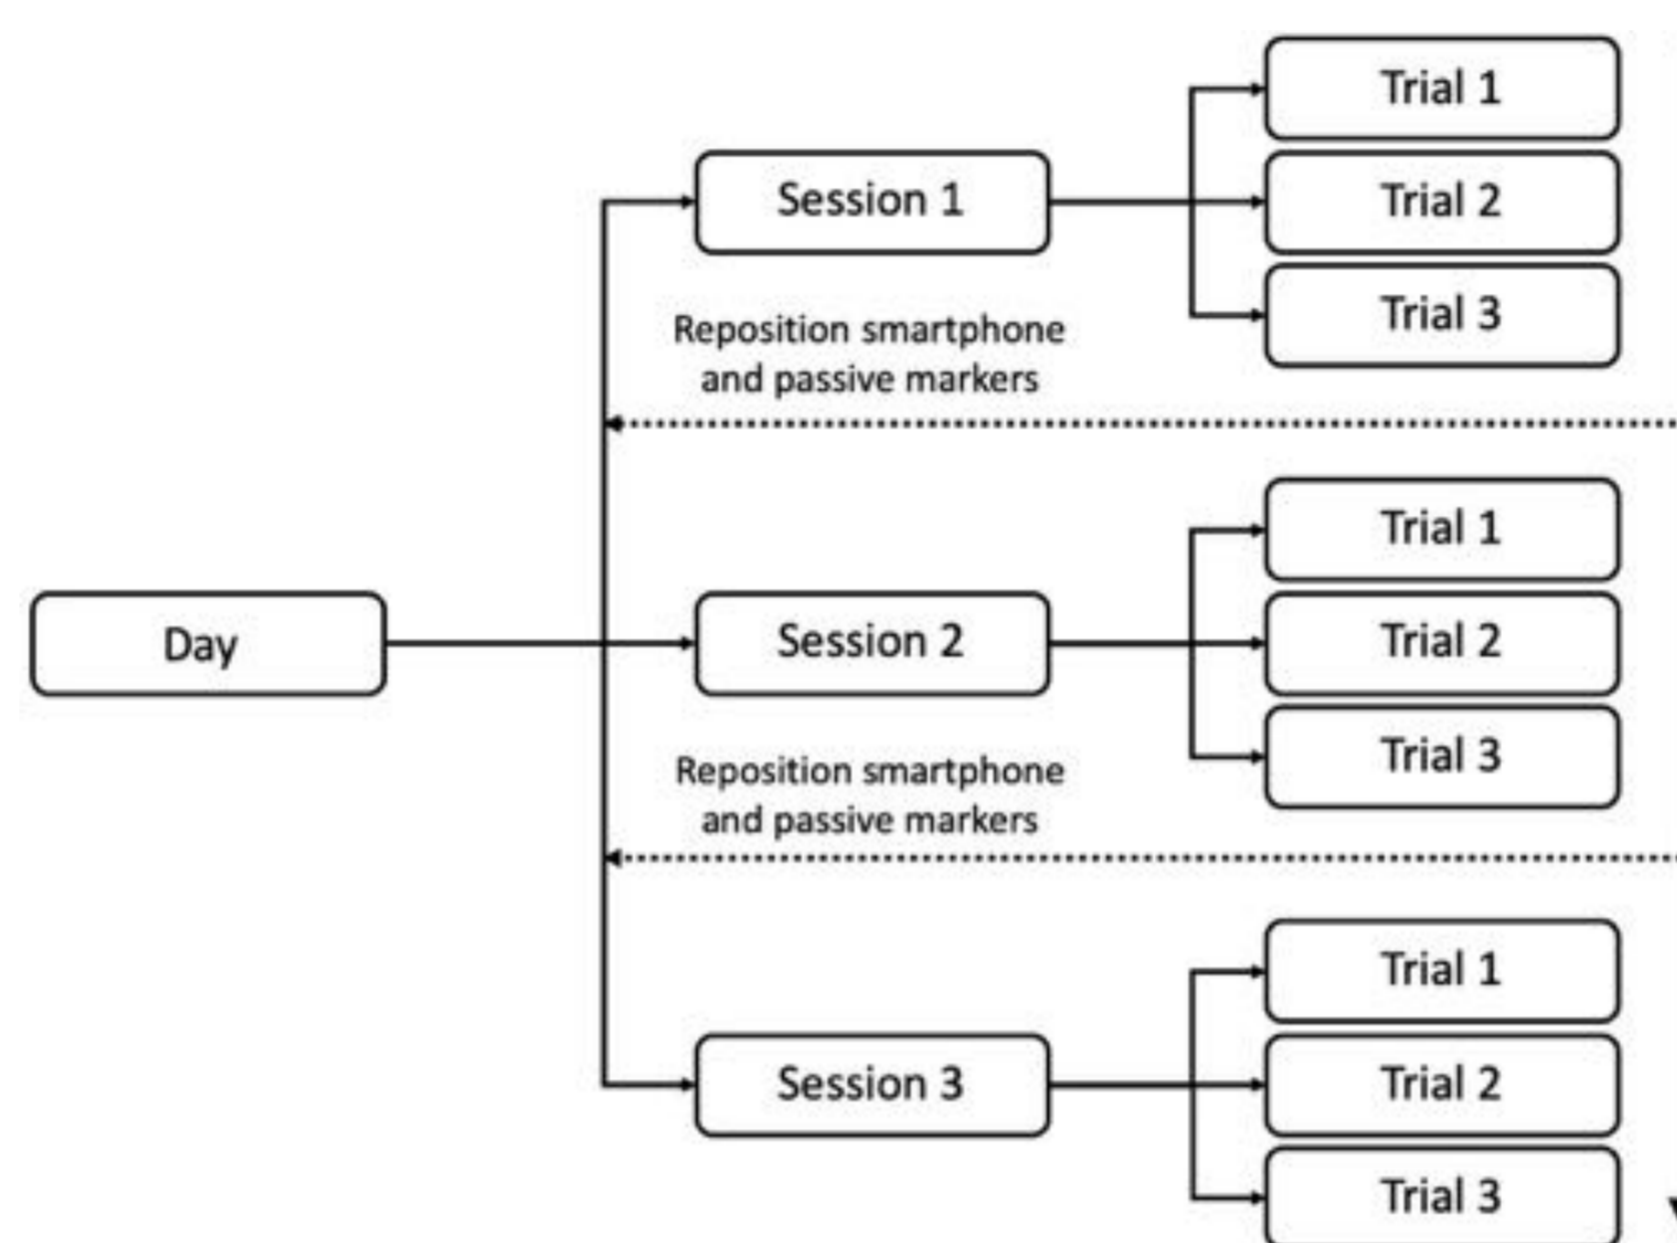 Trial 1
Session 1
Trial 2
Trial 3
Reposition smartphone
and passive markers
Trial 1
Day
Session 2
Trial 2
Trial 3
Reposition smartphone
and passive markers
Trial 1
Session 3
Trial 2
Trial 3